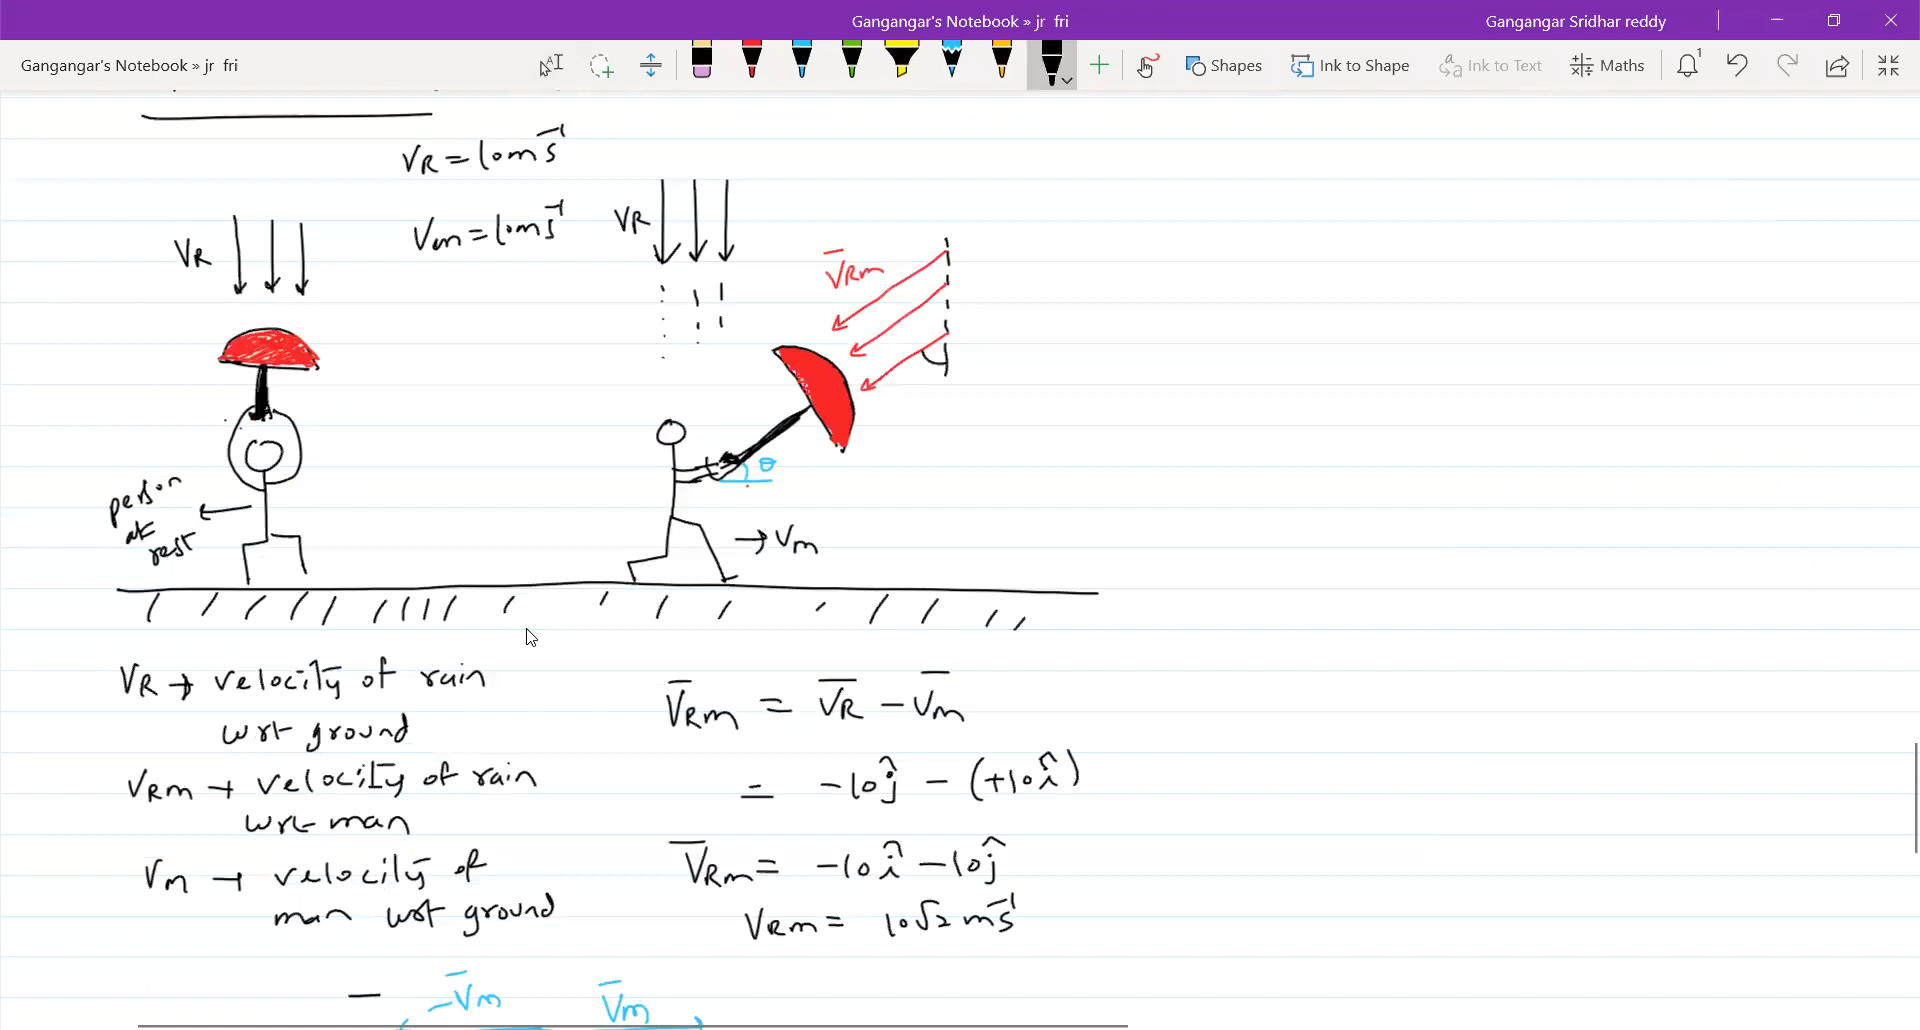 Gangangar's Notebook » jr fri
Gangangar Sridhar reddy
Gangangar's Notebook » jr fri
Shapes
Ink to Shape
Ink to Text
Maths
1
VR = 10 m s⁻¹
Vm = 10 m s⁻¹
VR
VR
V̅Rm
θ
person
at
rest
→ Vm
VR → velocity of rain
wrt ground
VRm → velocity of rain
wrt man
Vm → velocity of
man wrt ground
V̅Rm = V̅R − V̅m
= −10ĵ − (+10î)
V̅Rm = −10î − 10ĵ
VRm = 10√2 m s⁻¹
−V̅m
V̅m